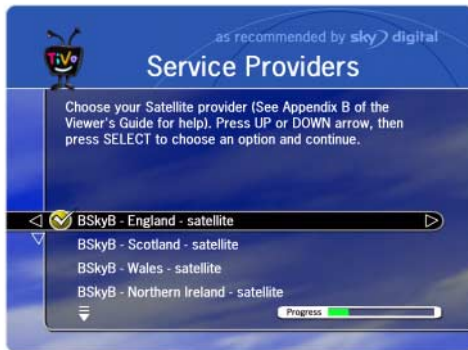 as recommended by sky digital
TiVo
Service Providers
Choose your Satellite provider (See Appendix B of the
Viewer's Guide for help). Press UP or DOWN arrow, then
press SELECT to choose an option and continue.
BSkyB - England - satellite
BSkyB - Scotland - satellite
BSkyB - Wales - satellite
BSkyB - Northern Ireland - satellite
Progress